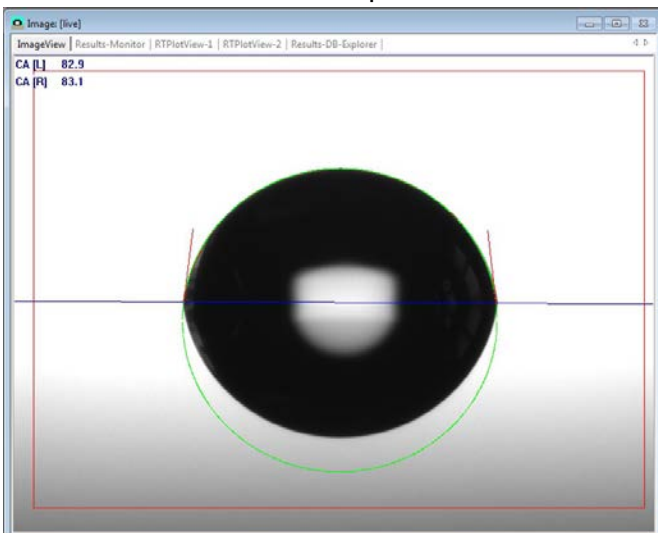 Image: [live]
ImageView | Results-Monitor | RTPlotView-1 | RTPlotView-2 | Results-DB-Explorer |
CA [L] 82.9
CA [R] 83.1